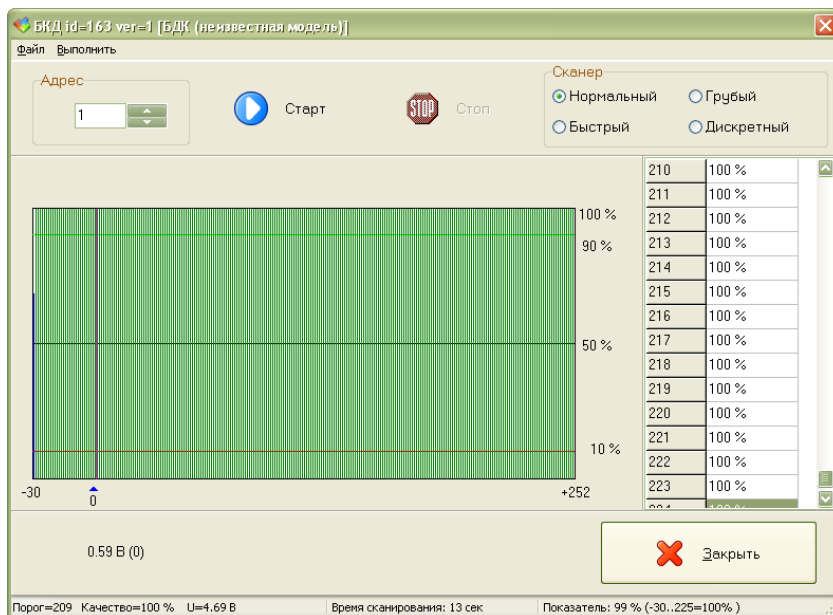 БКД id=163 ver=1 [БДК (неизвестная модель)]
Файл Выполнить
Адрес
1
Старт
STOP
Стоп
Сканер
Нормальный Грубый
Быстрый Дискретный
100 %
90 %
50 %
10 %
-30
0
+252
210 100 %
211 100 %
212 100 %
213 100 %
214 100 %
215 100 %
216 100 %
217 100 %
218 100 %
219 100 %
220 100 %
221 100 %
222 100 %
223 100 %
224 100 %
0.59 В (0)
Закрыть
Порог=209 Качество=100 % U=4.69 В Время сканирования: 13 сек Показатель: 99 % (-30..225=100% )